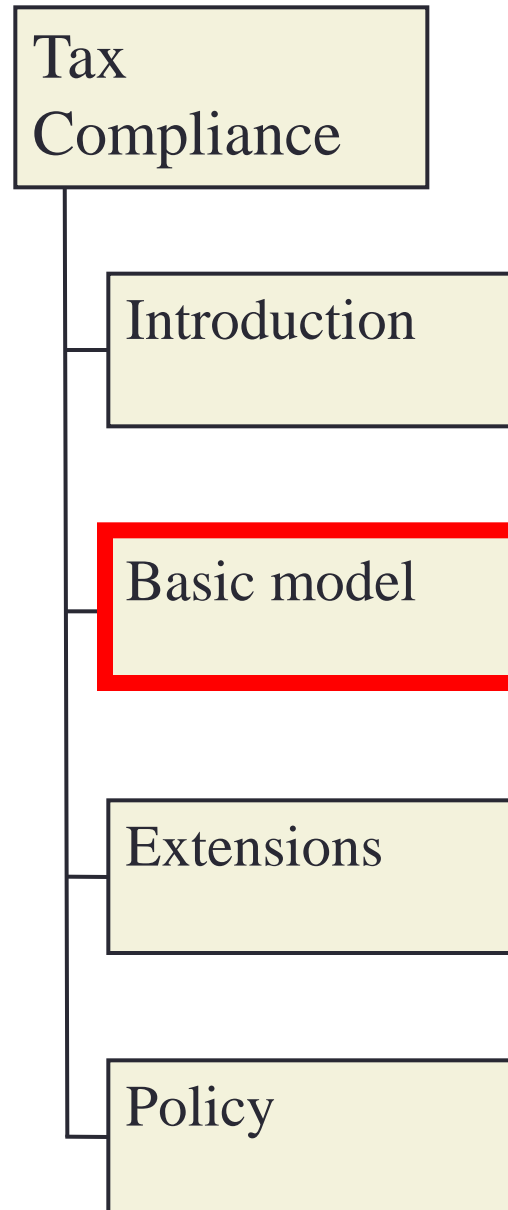 Tax
Compliance
Introduction
Basic model
Extensions
Policy